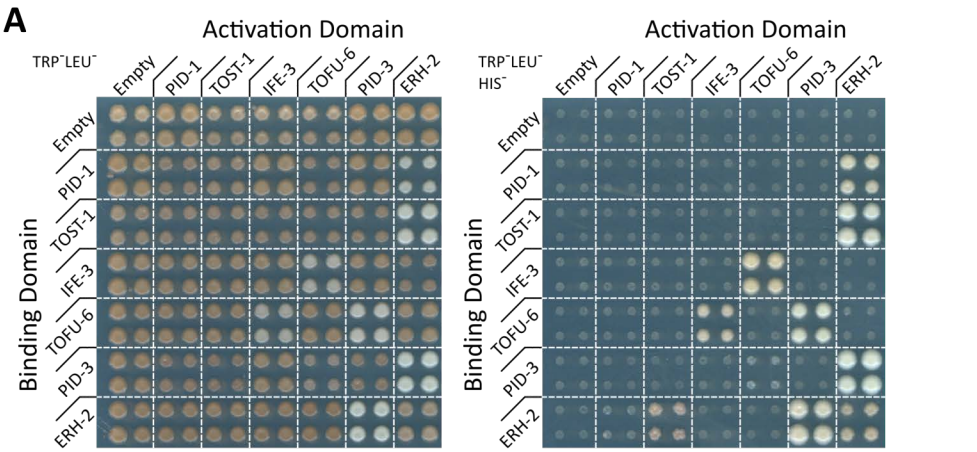 A
Activation Domain
TRP⁻LEU⁻
Empty
PID-1
TOST-1
IFE-3
TOFU-6
PID-3
ERH-2
Binding Domain
Empty
PID-1
TOST-1
IFE-3
TOFU-6
PID-3
ERH-2
Activation Domain
TRP⁻LEU⁻
HIS⁻
Empty
PID-1
TOST-1
IFE-3
TOFU-6
PID-3
ERH-2
Binding Domain
Empty
PID-1
TOST-1
IFE-3
TOFU-6
PID-3
ERH-2